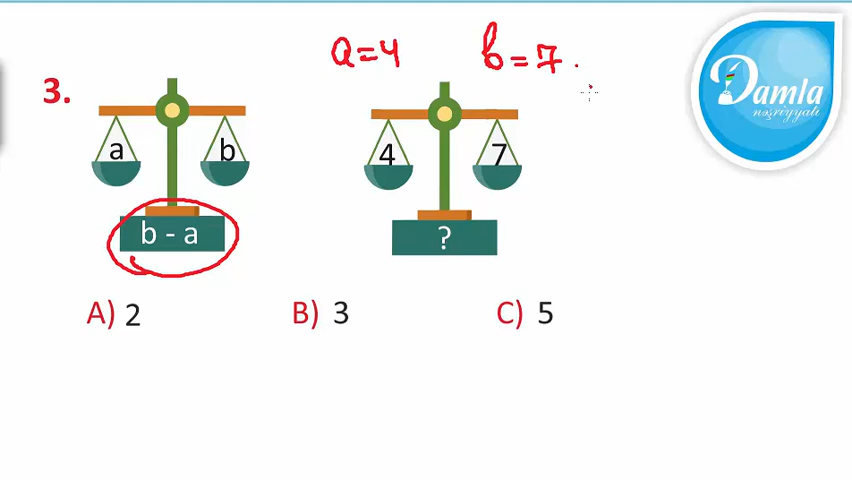 a=4 b=7.
3.
a b
4 7
b - a
?
A) 2 B) 3 C) 5
Damla
nəşriyyatı